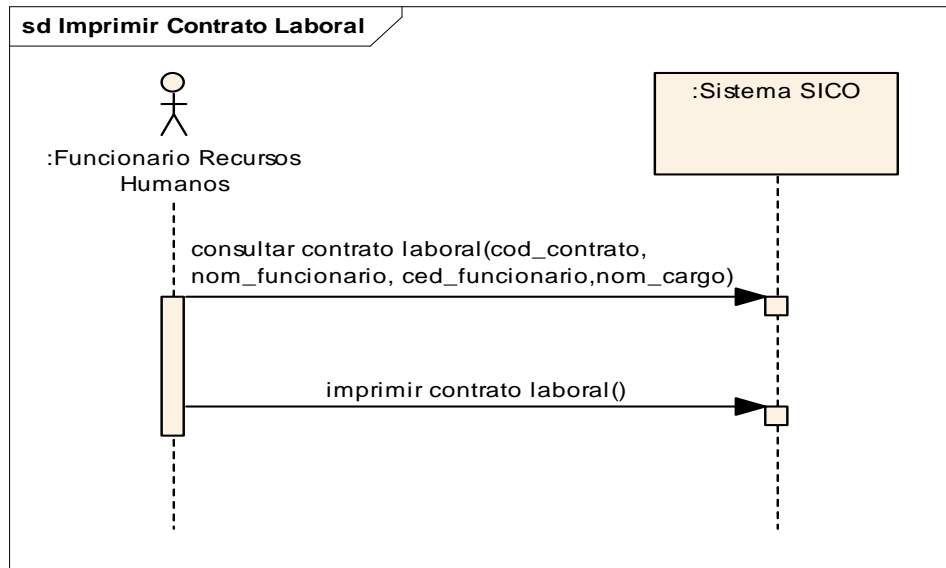 sd Imprimir Contrato Laboral
:Funcionario Recursos
Humanos
:Sistema SICO
consultar contrato laboral(cod_contrato,
nom_funcionario, ced_funcionario,nom_cargo)
imprimir contrato laboral()